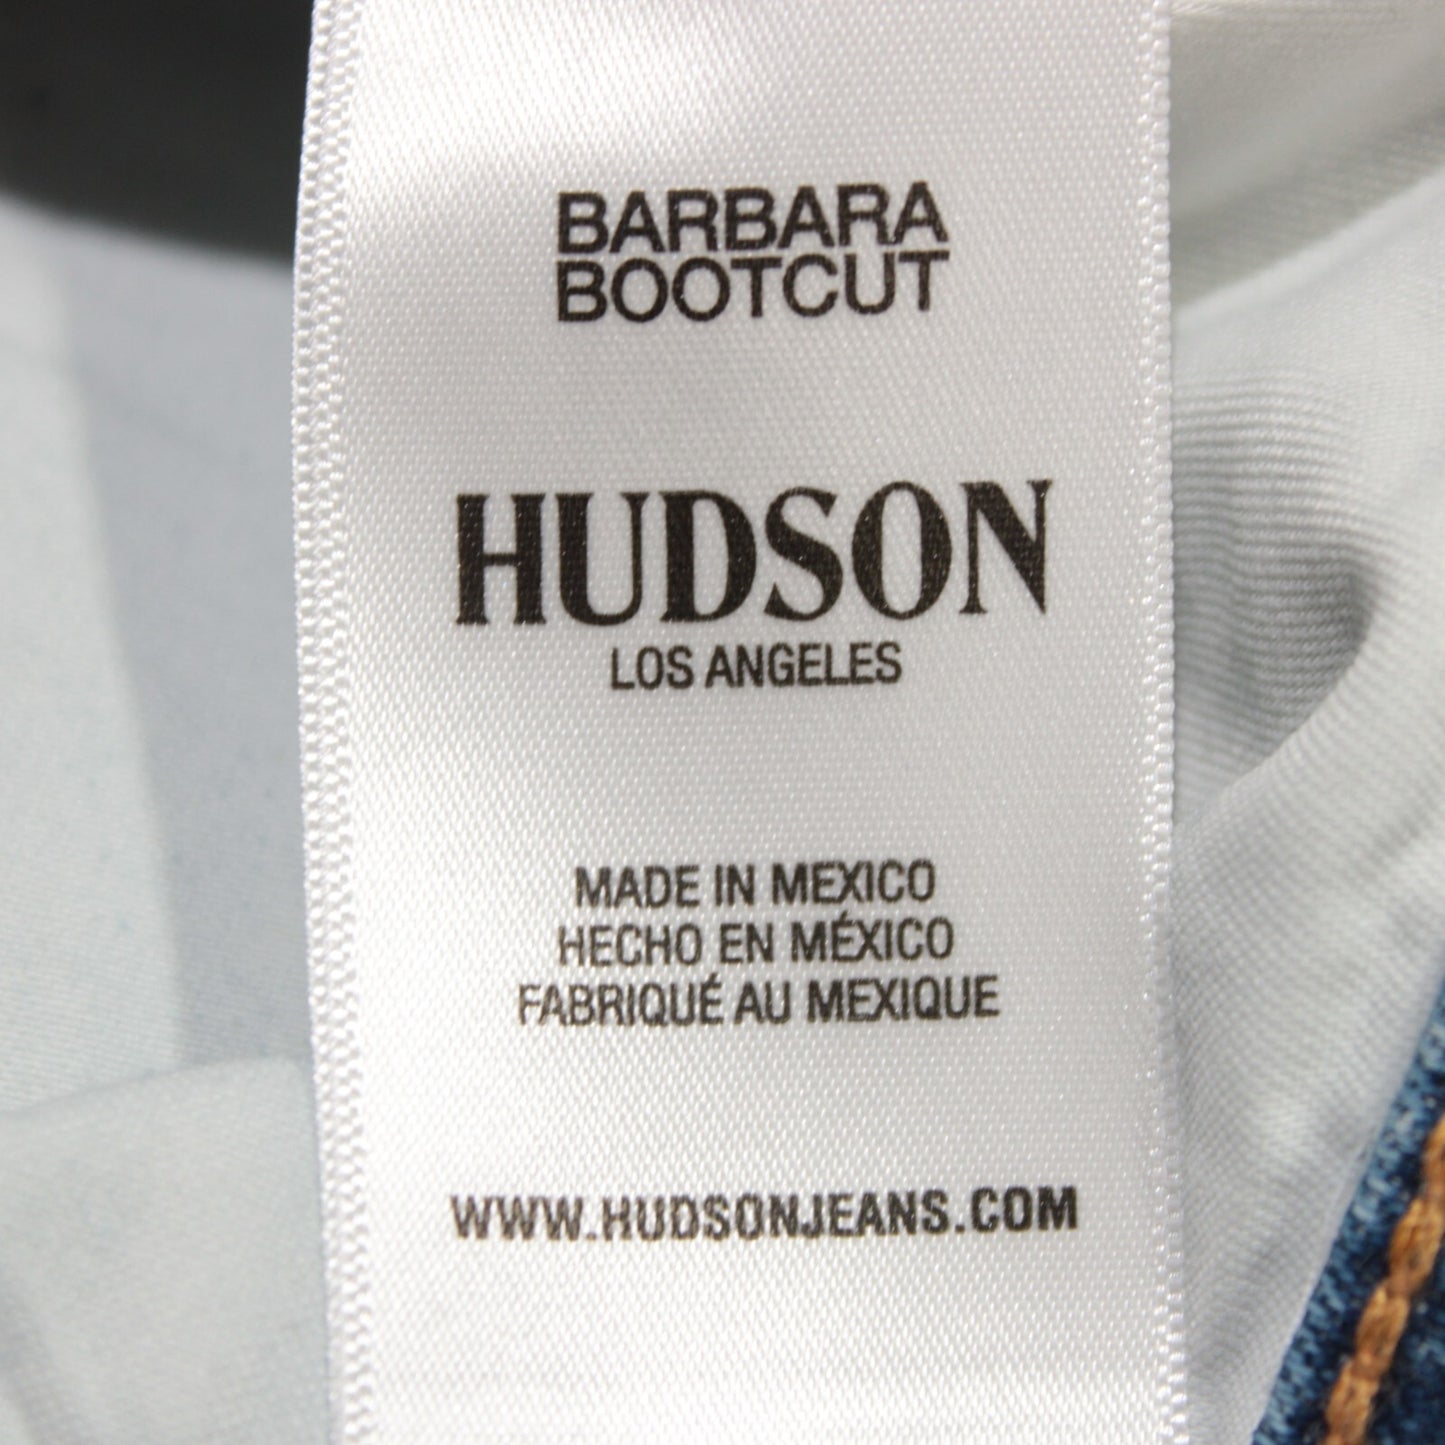 BARBARA
BOOTCUT
HUDSON
LOS ANGELES
MADE IN MEXICO
HECHO EN MÉXICO
FABRIQUÉ AU MEXIQUE
WWW.HUDSONJEANS.COM